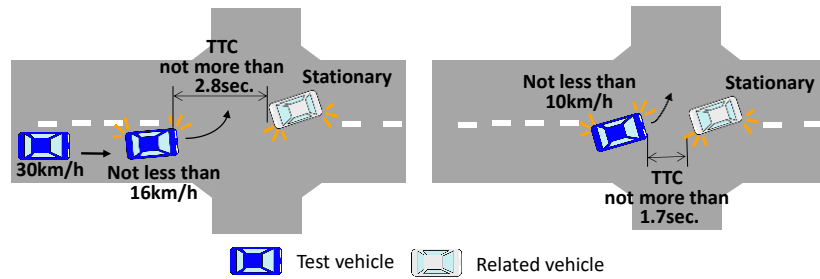 TTC
not more than
2.8sec.
Stationary
30km/h
Not less than
16km/h
Not less than
10km/h
Stationary
TTC
not more than
1.7sec.
Test vehicle
Related vehicle